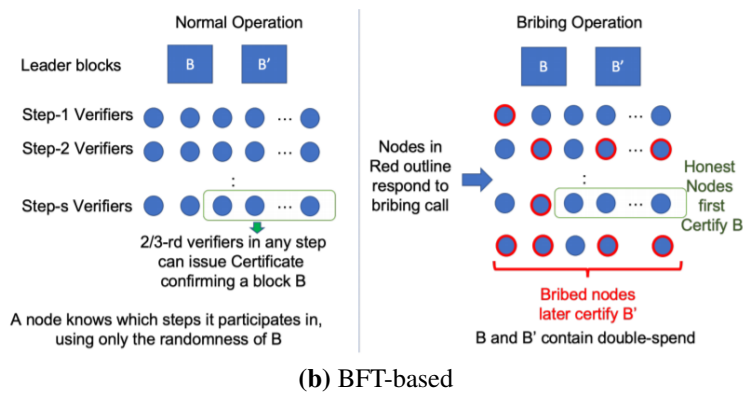 Normal Operation
Leader blocks
B
B'
Step-1 Verifiers
...
Step-2 Verifiers
...
:
Step-s Verifiers
...
2/3-rd verifiers in any step
can issue Certificate
confirming a block B
A node knows which steps it participates in,
using only the randomness of B
Bribing Operation
B
B'
...
Nodes in
Red outline
respond to
bribing call
...
:
...
Honest
Nodes
first
Certify B
Bribed nodes
later certify B'
B and B' contain double-spend
(b) BFT-based